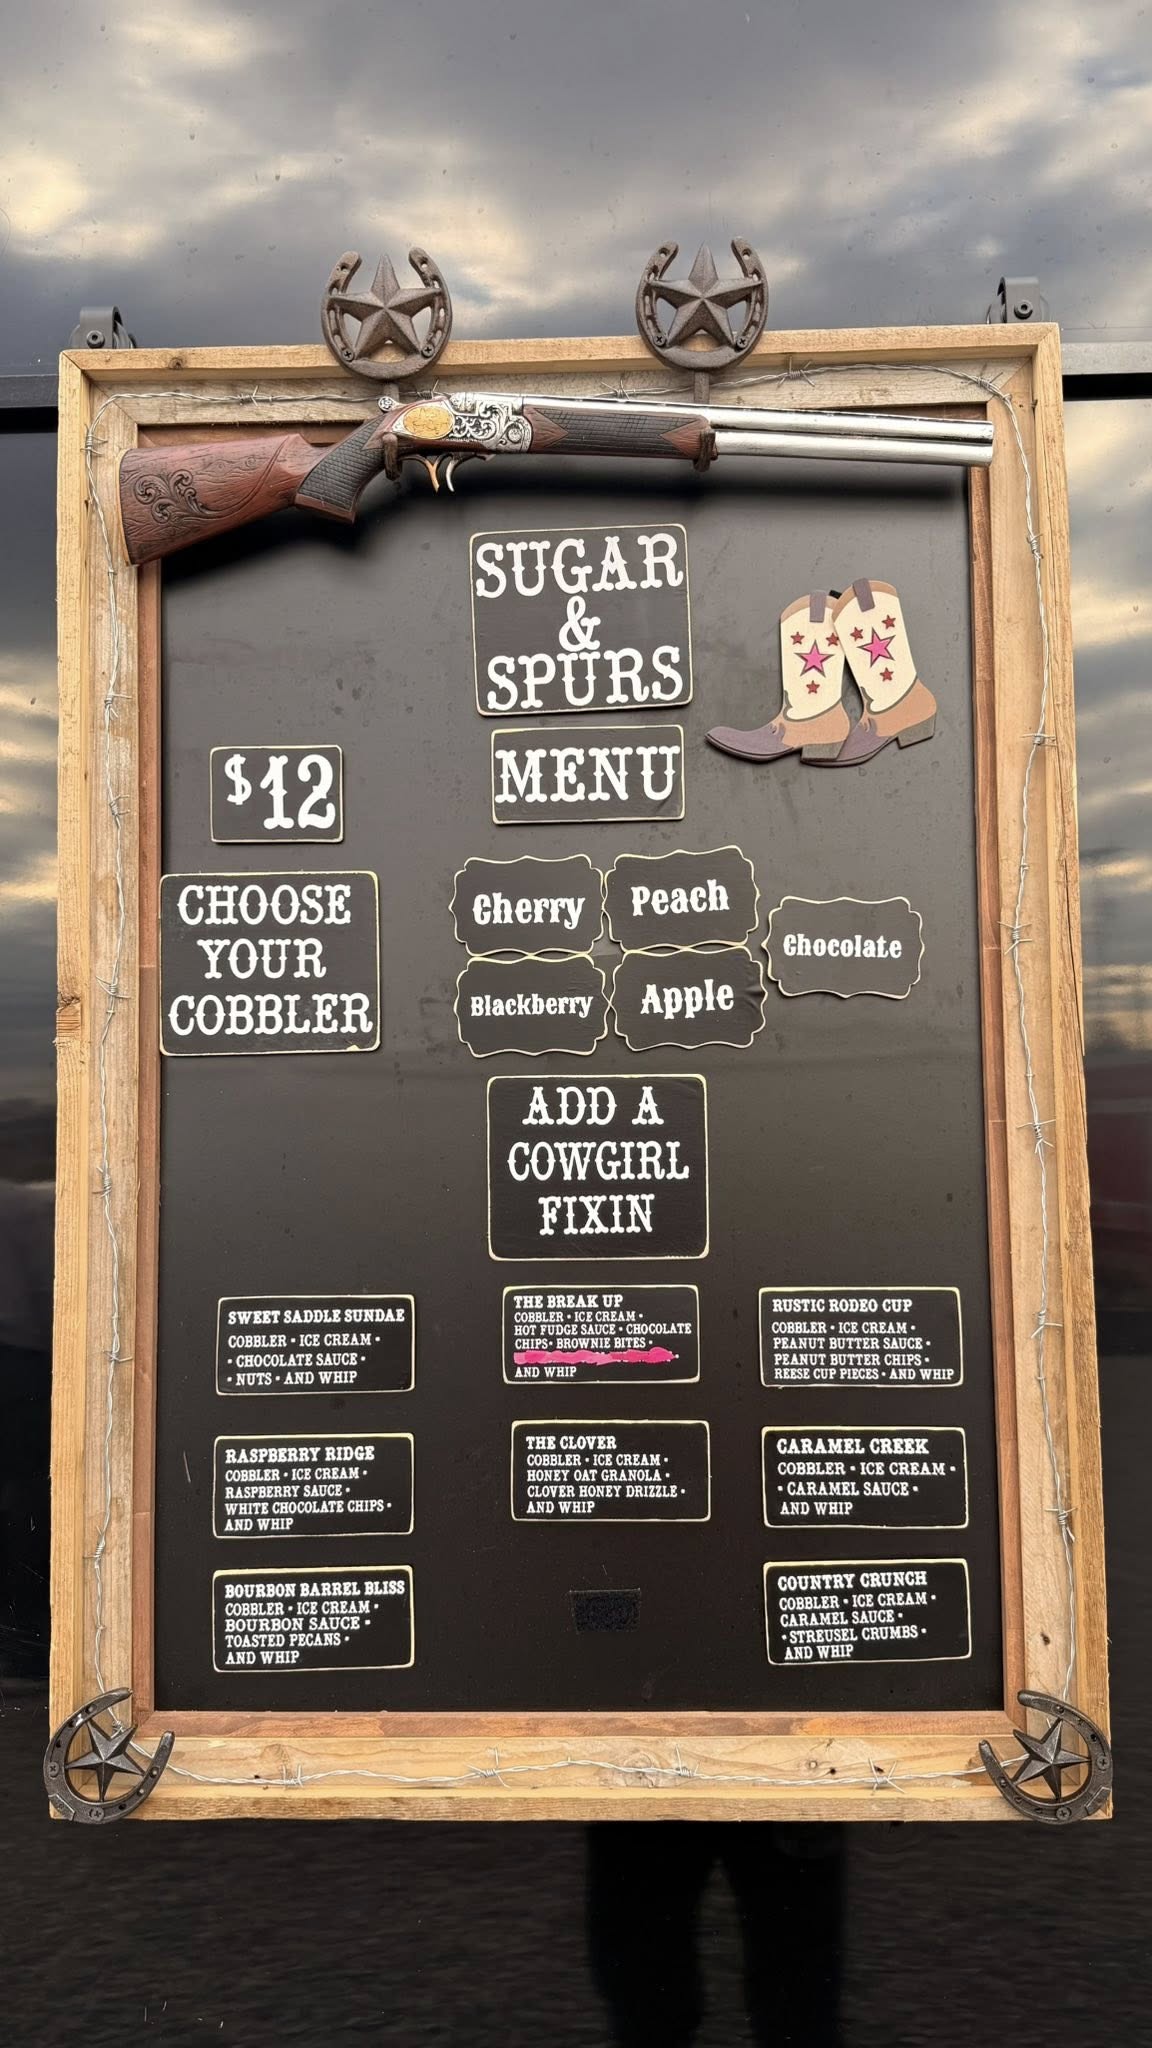 SUGAR
&
SPURS
MENU
$12
CHOOSE
YOUR
COBBLER
Cherry
Peach
Chocolate
Blackberry
Apple
ADD A
COWGIRL
FIXIN
SWEET SADDLE SUNDAE
COBBLER • ICE CREAM •
• CHOCOLATE SAUCE •
• NUTS • AND WHIP
THE BREAK UP
COBBLER • ICE CREAM •
HOT FUDGE SAUCE • CHOCOLATE
CHIPS • BROWNIE BITES •
AND WHIP
RUSTIC RODEO CUP
COBBLER • ICE CREAM •
PEANUT BUTTER SAUCE •
PEANUT BUTTER CHIPS •
REESE CUP PIECES • AND WHIP
RASPBERRY RIDGE
COBBLER • ICE CREAM •
RASPBERRY SAUCE •
WHITE CHOCOLATE CHIPS •
AND WHIP
THE CLOVER
COBBLER • ICE CREAM •
HONEY OAT GRANOLA •
CLOVER HONEY DRIZZLE •
AND WHIP
CARAMEL CREEK
COBBLER • ICE CREAM •
• CARAMEL SAUCE •
AND WHIP
BOURBON BARREL BLISS
COBBLER • ICE CREAM •
BOURBON SAUCE •
TOASTED PECANS •
AND WHIP
COUNTRY CRUNCH
COBBLER • ICE CREAM •
CARAMEL SAUCE •
• STREUSEL CRUMBS •
AND WHIP